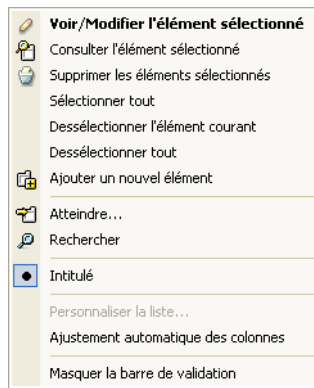 Voir/Modifier l'élément sélectionné
Consulter l'élément sélectionné
Supprimer les éléments sélectionnés
Sélectionner tout
Dessélectionner l'élément courant
Dessélectionner tout
Ajouter un nouvel élément
Atteindre...
Rechercher
Intitulé
Personnaliser la liste...
Ajustement automatique des colonnes
Masquer la barre de validation